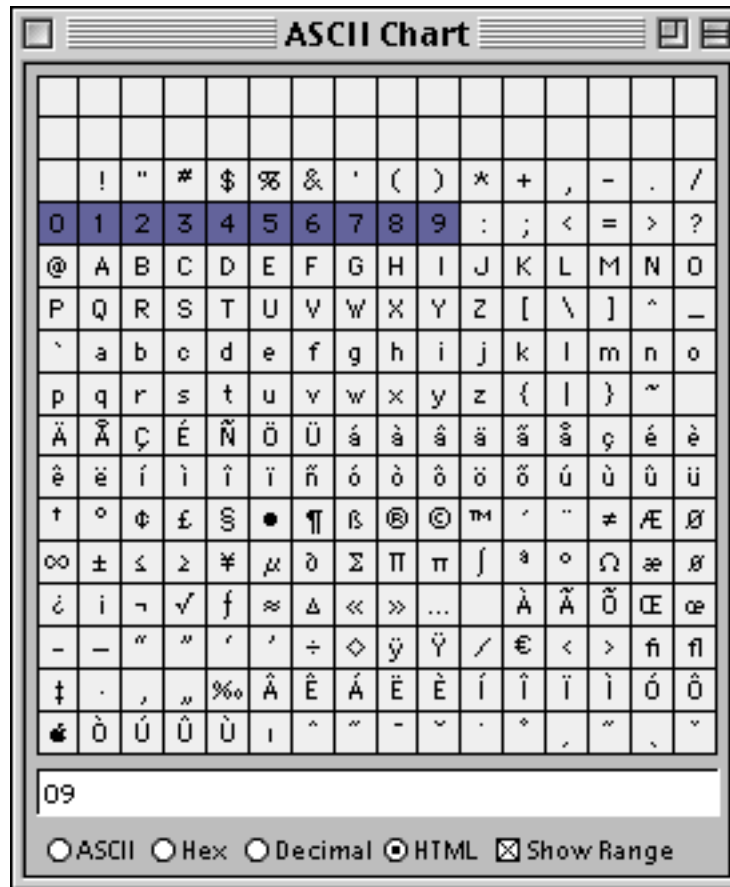 ASCII Chart
! " # $ % & ' ( ) * + , - . /
0 1 2 3 4 5 6 7 8 9 : ; < = > ?
@ A B C D E F G H I J K L M N O
P Q R S T U V W X Y Z [ \ ] ^ _
` a b c d e f g h i j k l m n o
p q r s t u v w x y z { | } ~
Ä Å Ç É Ñ Ö Ü á à â ä ã å ç é è
ê ë í ì î ï ñ ó ò ô ö õ ú ù û ü
† ° ¢ £ § • ¶ ß ® © ™ ´ ¨ ≠ Æ Ø
∞ ± ≤ ≥ ¥ µ ∂ Σ Π π ∫ ª º Ω æ ø
¿ ¡ ¬ √ ƒ ≈ ∆ « » … À Ã Õ Œ œ
– — “ ” ‘ ’ ÷ ◊ ÿ Ÿ ⁄ € ‹ › fi fl
‡ · ‚ „ ‰ Â Ê Á Ë È Í Î Ï Ì Ó Ô
 Ò Ú Û Ù ı ˆ ˜ ¯ ˘ ˙ ˚ ¸ ˝ ˛ ˇ
09
ASCII Hex Decimal HTML Show Range